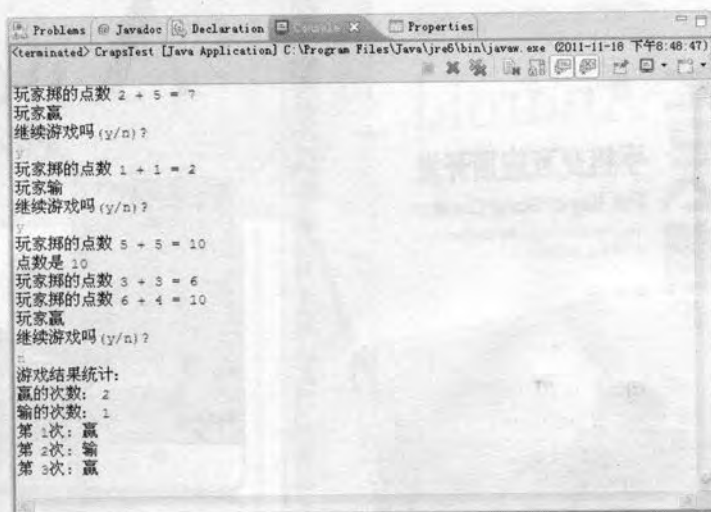 Problems @ Javadoc Declaration Console Properties
<terminated> CrapsTest [Java Application] C:\Program Files\Java\jre6\bin\javaw.exe (2011-11-18 下午8:48:47)
玩家掷的点数 2 + 5 = 7
玩家赢
继续游戏吗(y/n)?
y
玩家掷的点数 1 + 1 = 2
玩家输
继续游戏吗(y/n)?
y
玩家掷的点数 5 + 5 = 10
点数是 10
玩家掷的点数 3 + 3 = 6
玩家掷的点数 6 + 4 = 10
玩家赢
继续游戏吗(y/n)?
n
游戏结果统计:
赢的次数: 2
输的次数: 1
第 1次: 赢
第 2次: 输
第 3次: 赢